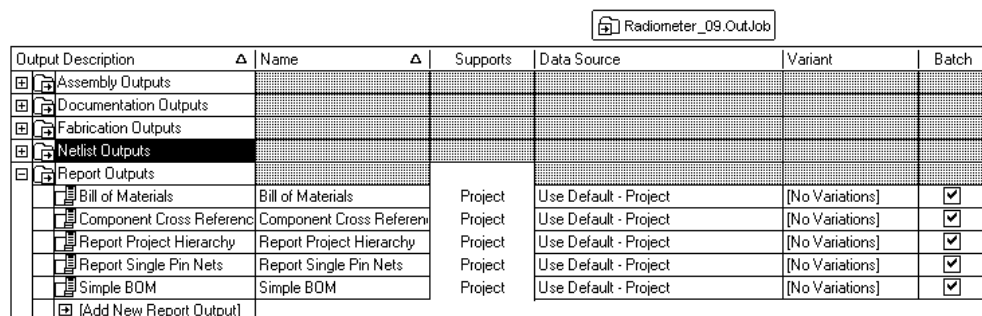 Radiometer_09.OutJob
Output Description Name Supports Data Source Variant Batch
Assembly Outputs
Documentation Outputs
Fabrication Outputs
Netlist Outputs
Report Outputs
Bill of Materials Bill of Materials Project Use Default - Project [No Variations]
Component Cross Referenc Component Cross Referen Project Use Default - Project [No Variations]
Report Project Hierarchy Report Project Hierarchy Project Use Default - Project [No Variations]
Report Single Pin Nets Report Single Pin Nets Project Use Default - Project [No Variations]
Simple BOM Simple BOM Project Use Default - Project [No Variations]
[Add New Report Output]